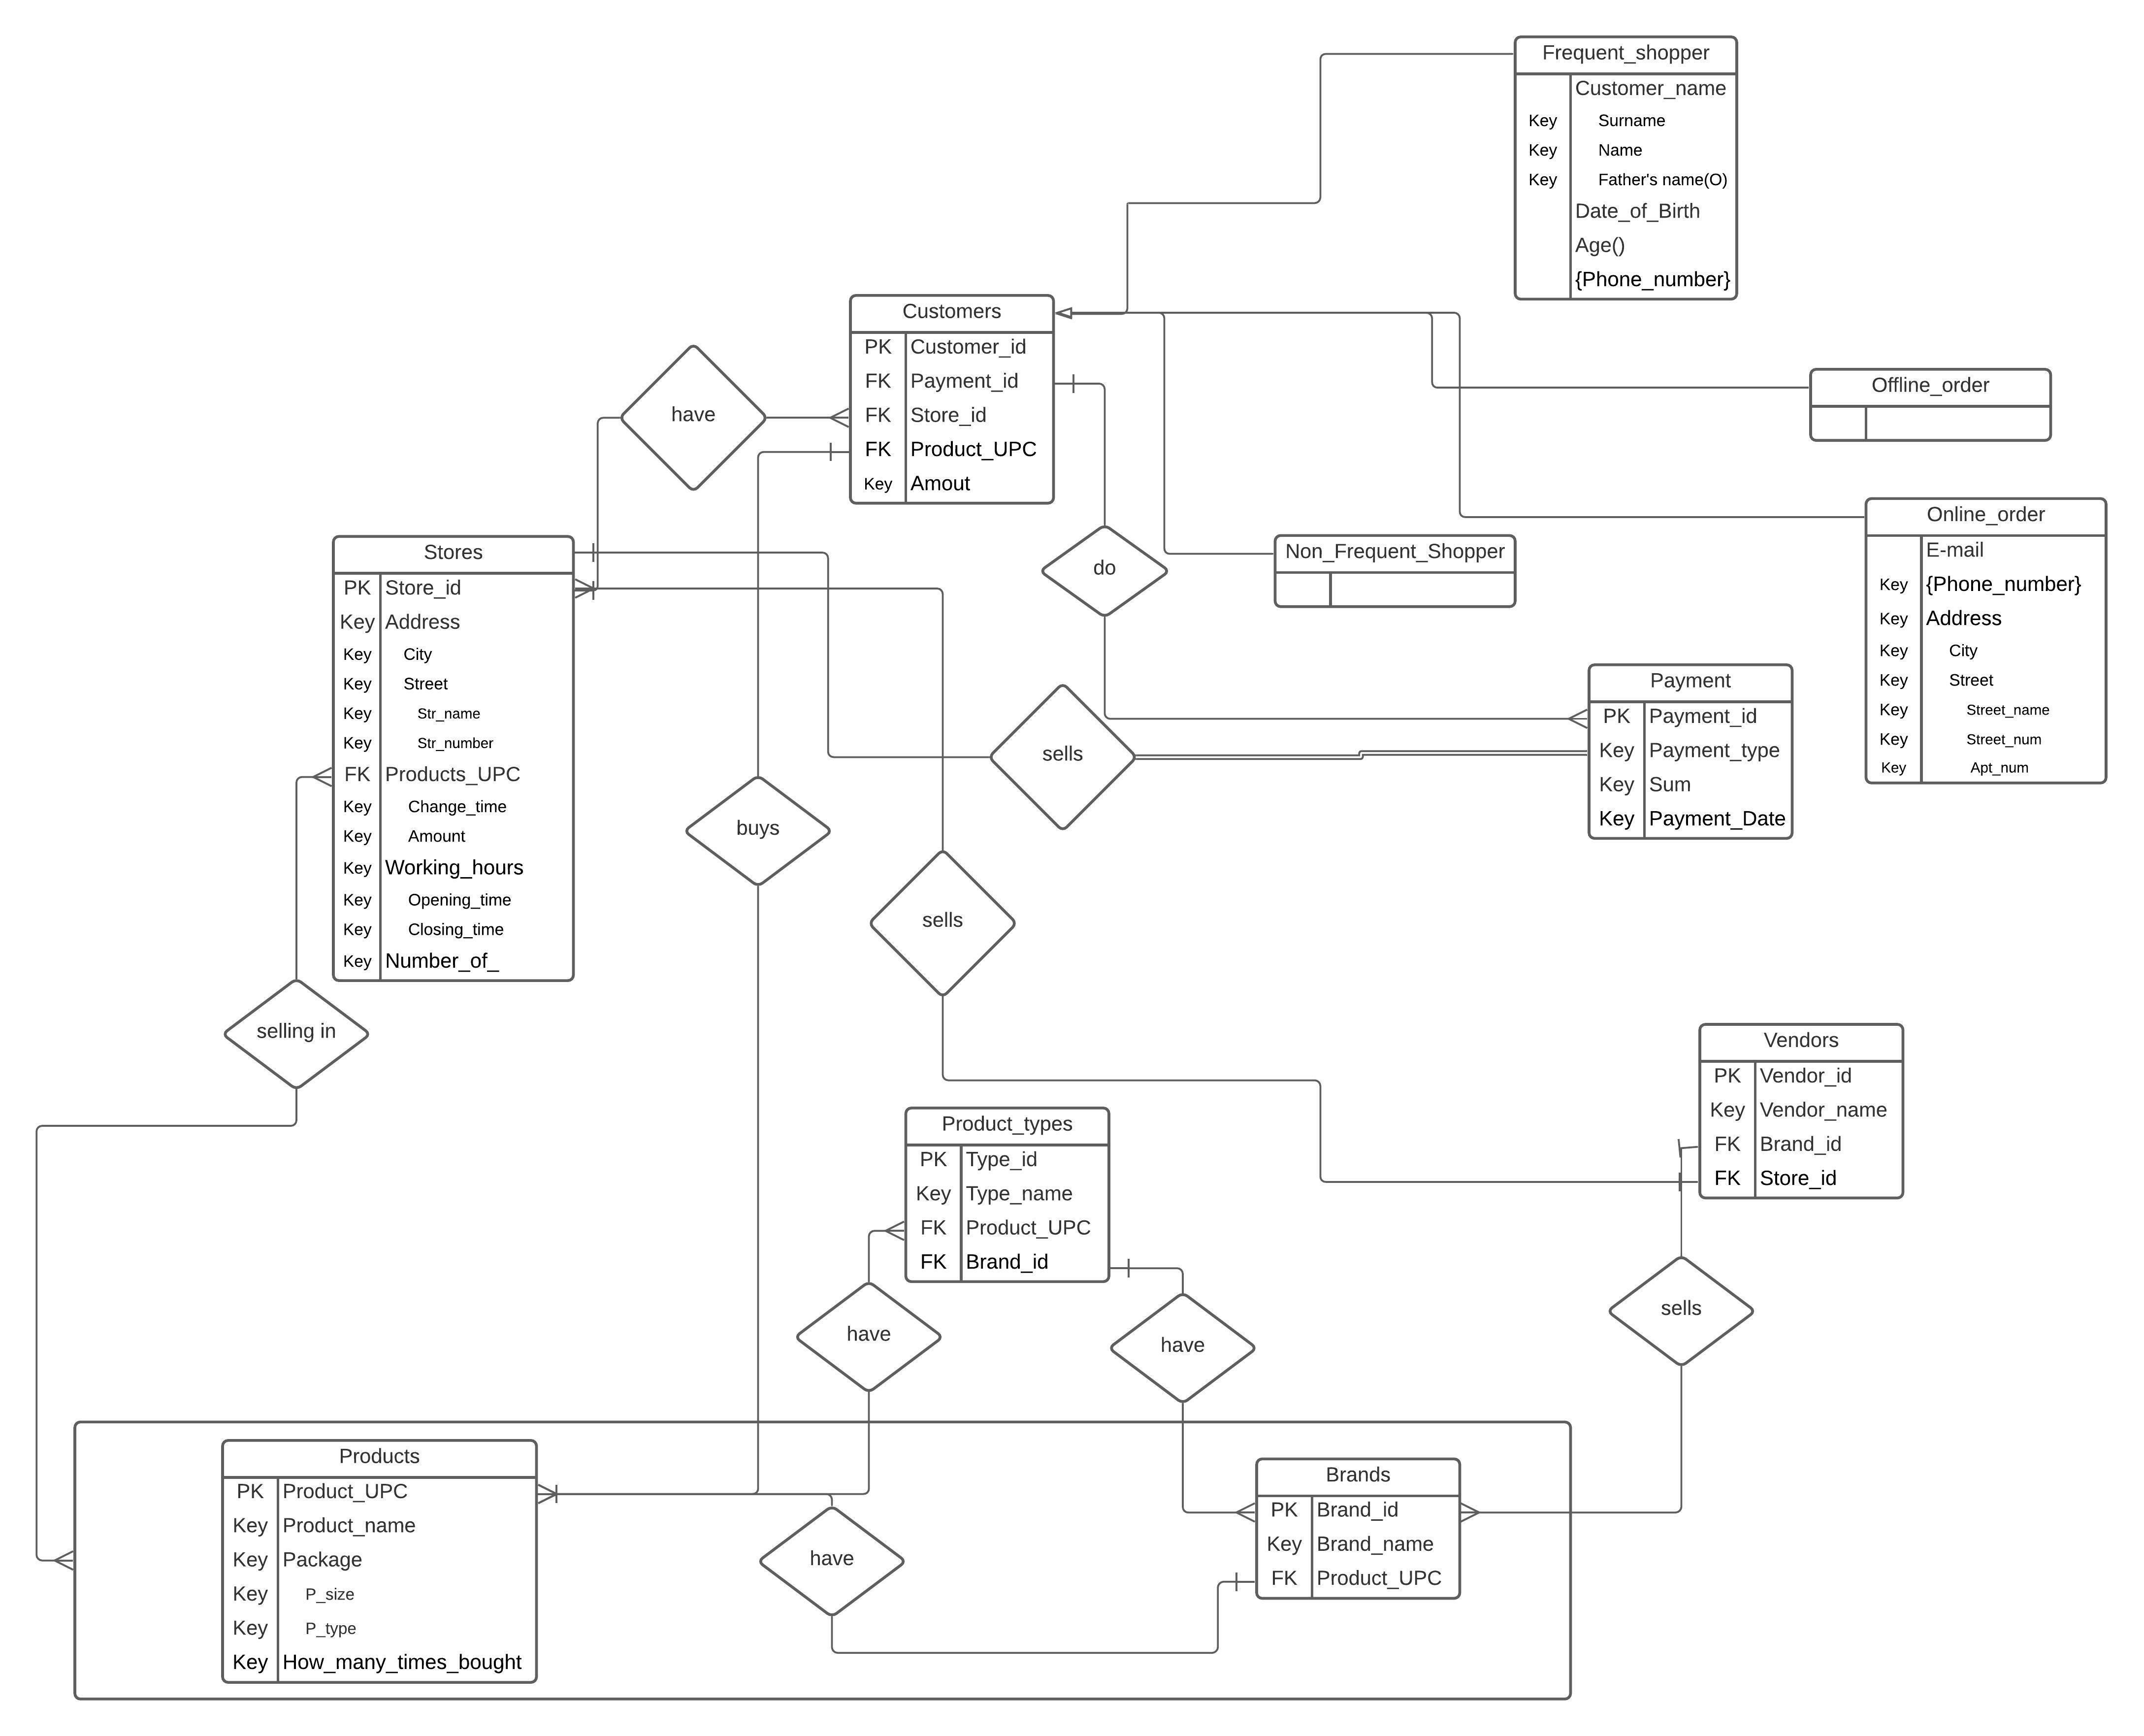 Frequent_shopper
Customer_name
Key Surname
Key Name
Key Father's name(O)
Date_of_Birth
Age()
{Phone_number}
Customers
PK Customer_id
FK Payment_id
FK Store_id
FK Product_UPC
Key Amout
have
Offline_order
Online_order
E-mail
Key {Phone_number}
Key Address
Key City
Key Street
Key Street_name
Key Street_num
Key Apt_num
Stores
PK Store_id
Key Address
Key City
Key Street
Key Str_name
Key Str_number
FK Products_UPC
Key Change_time
Key Amount
Key Working_hours
Key Opening_time
Key Closing_time
Key Number_of_
do
Non_Frequent_Shopper
Payment
PK Payment_id
Key Payment_type
Key Sum
Key Payment_Date
sells
buys
sells
selling in
Vendors
PK Vendor_id
Key Vendor_name
FK Brand_id
FK Store_id
Product_types
PK Type_id
Key Type_name
FK Product_UPC
FK Brand_id
have
have
sells
Products
PK Product_UPC
Key Product_name
Key Package
Key P_size
Key P_type
Key How_many_times_bought
have
Brands
PK Brand_id
Key Brand_name
FK Product_UPC